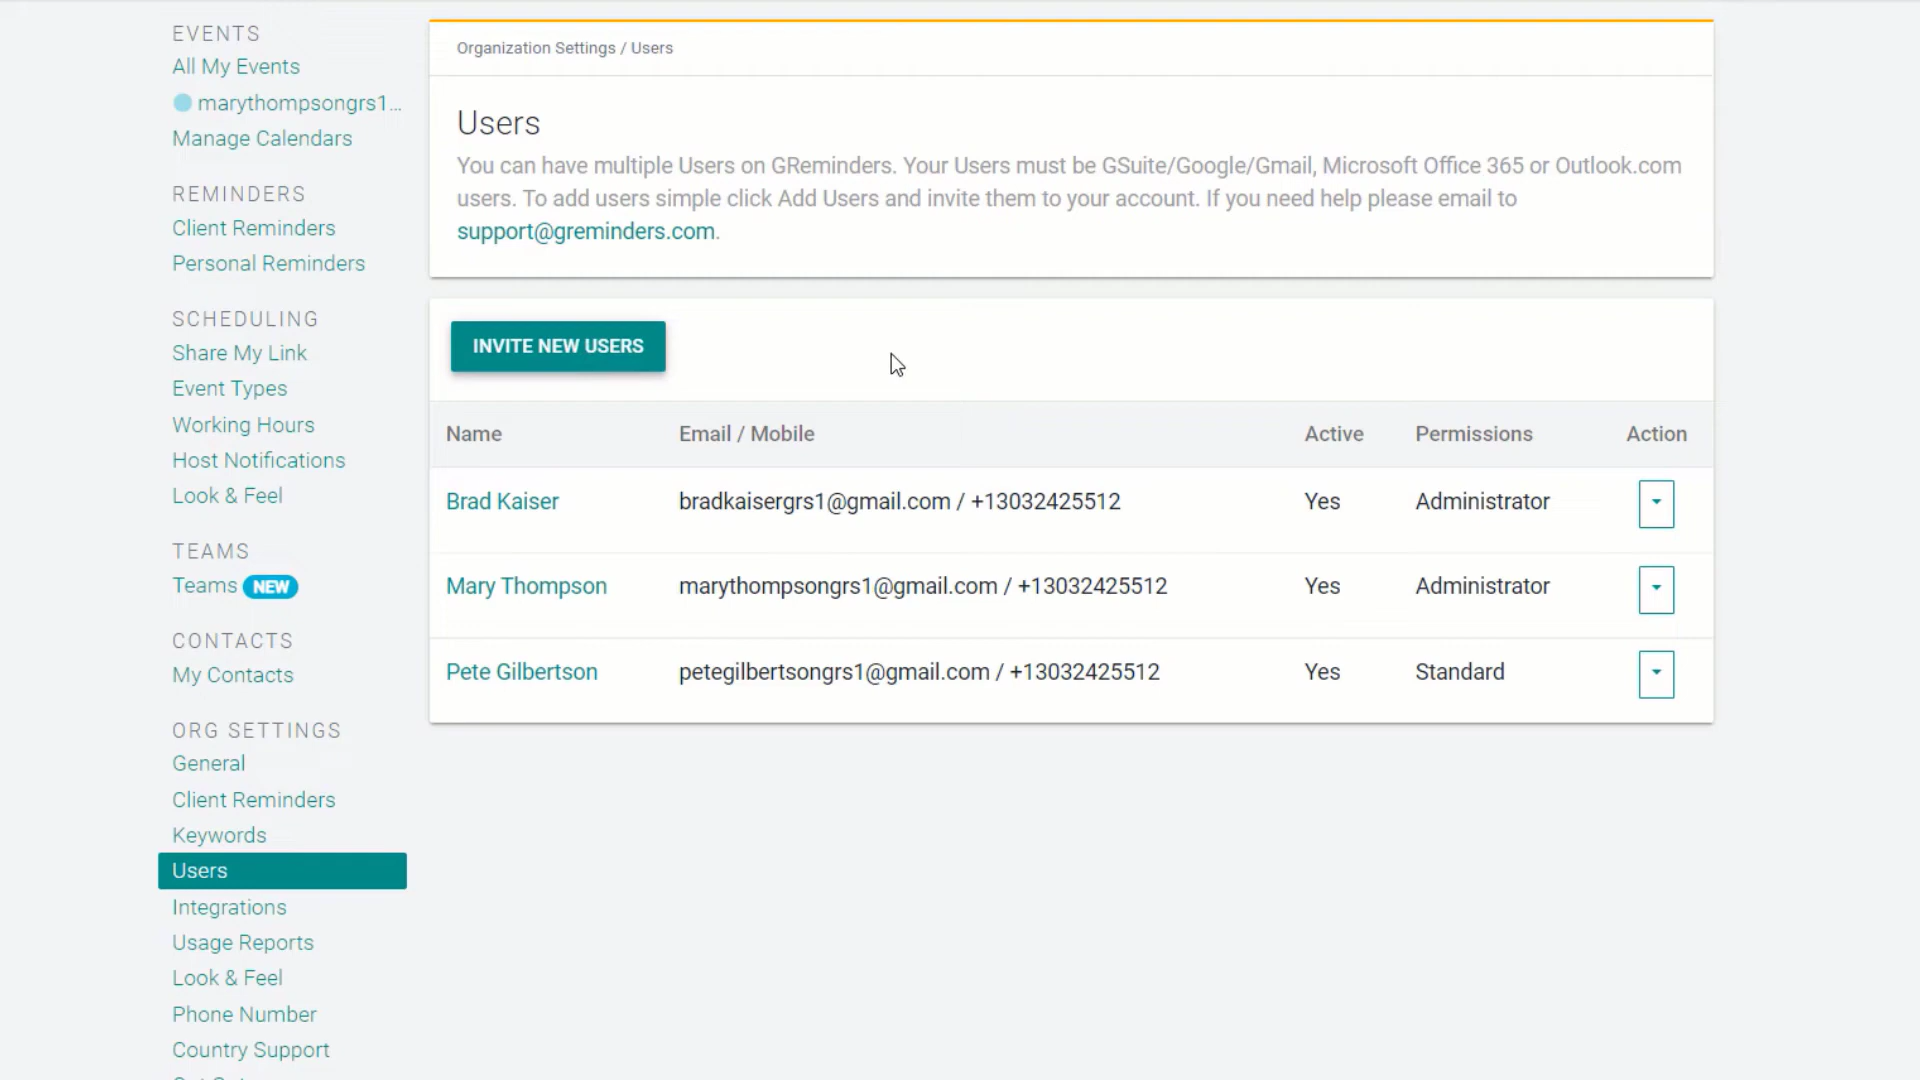 EVENTS
All My Events
marythompsongrs1...
Manage Calendars
REMINDERS
Client Reminders
Personal Reminders
SCHEDULING
Share My Link
Event Types
Working Hours
Host Notifications
Look & Feel
TEAMS
Teams NEW
CONTACTS
My Contacts
ORG SETTINGS
General
Client Reminders
Keywords
Users
Integrations
Usage Reports
Look & Feel
Phone Number
Country Support
Organization Settings / Users
Users
You can have multiple Users on GReminders. Your Users must be GSuite/Google/Gmail, Microsoft Office 365 or Outlook.com
users. To add users simple click Add Users and invite them to your account. If you need help please email to
support@greminders.com.
INVITE NEW USERS
Name Email / Mobile Active Permissions Action
Brad Kaiser bradkaisergrs1@gmail.com / +13032425512 Yes Administrator
Mary Thompson marythompsongrs1@gmail.com / +13032425512 Yes Administrator
Pete Gilbertson petegilbertsongrs1@gmail.com / +13032425512 Yes Standard